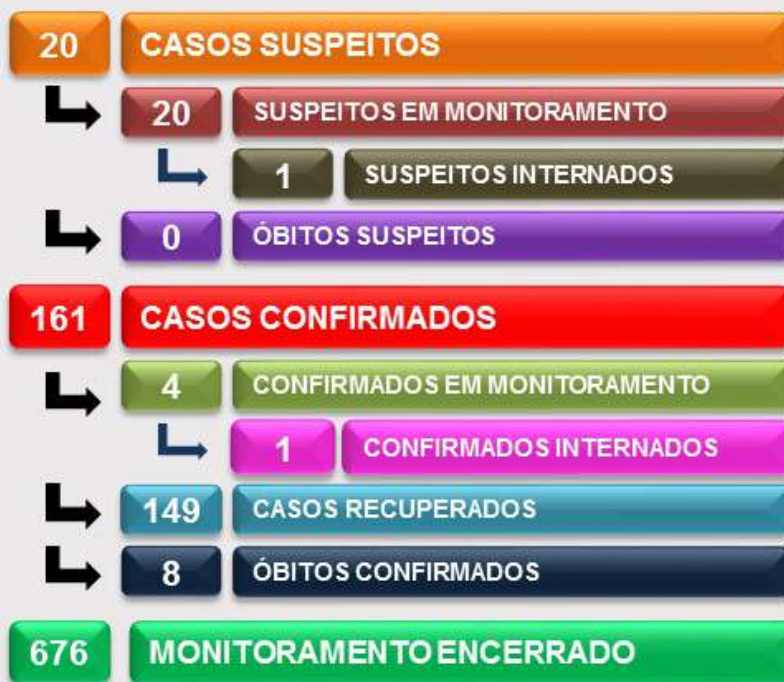 20 CASOS SUSPEITOS
20 SUSPEITOS EM MONITORAMENTO
1 SUSPEITOS INTERNADOS
0 ÓBITOS SUSPEITOS
161 CASOS CONFIRMADOS
4 CONFIRMADOS EM MONITORAMENTO
1 CONFIRMADOS INTERNADOS
149 CASOS RECUPERADOS
8 ÓBITOS CONFIRMADOS
676 MONITORAMENTO ENCERRADO